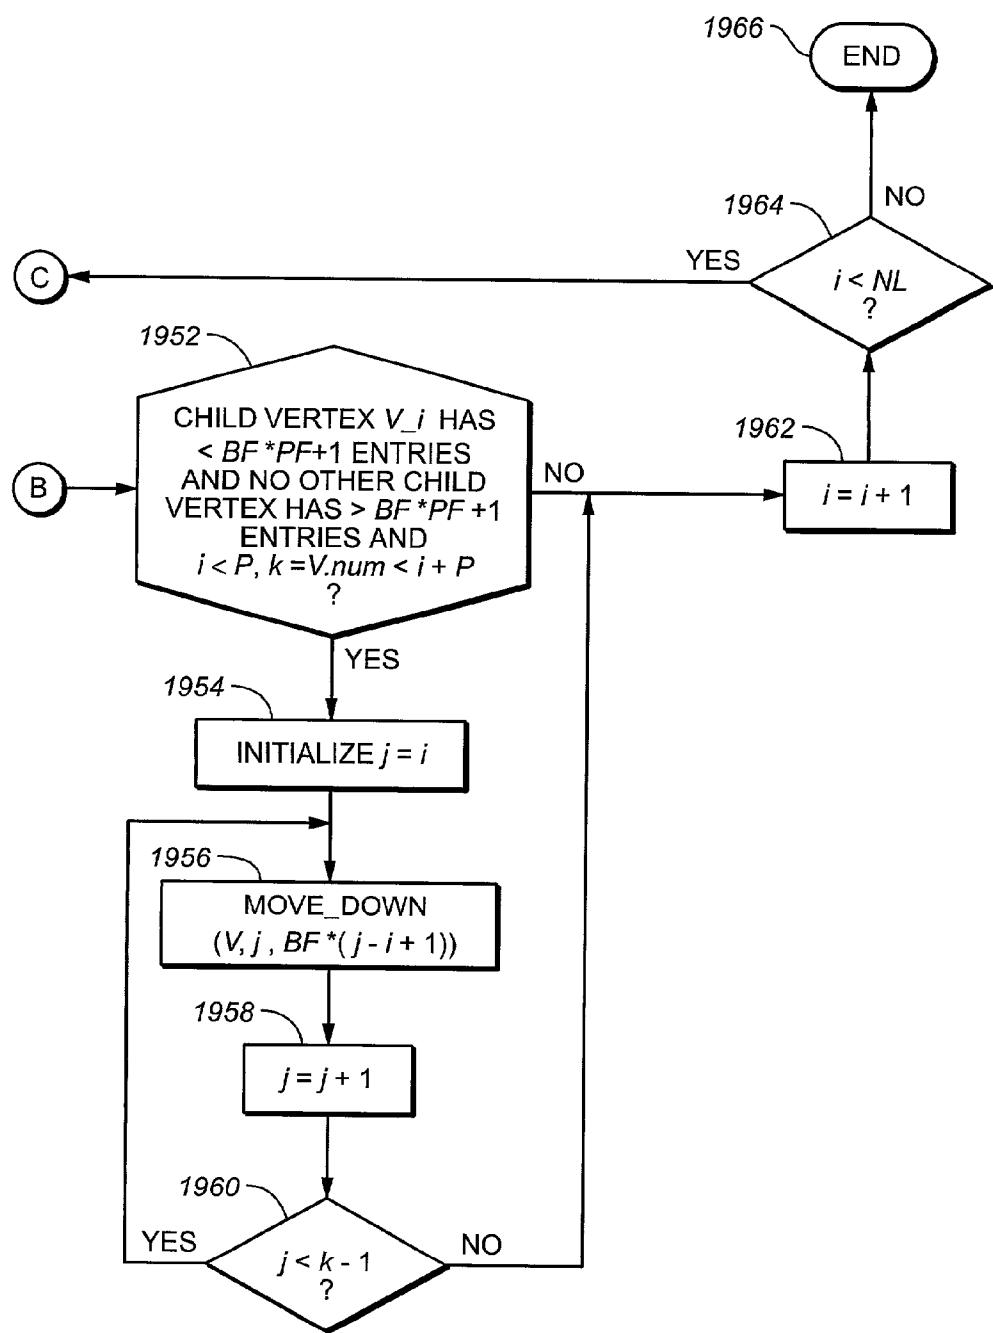 1966
END
1964
NO
YES
i < NL
?
C
1952
CHILD VERTEX V_i HAS
< BF *PF+1 ENTRIES
AND NO OTHER CHILD
VERTEX HAS > BF *PF +1
ENTRIES AND
i < P, k =V.num < i + P
?
B
NO
1962
i = i + 1
YES
1954
INITIALIZE j = i
1956
MOVE_DOWN
(V, j , BF *( j - i + 1))
1958
j = j + 1
1960
YES
j < k - 1
?
NO